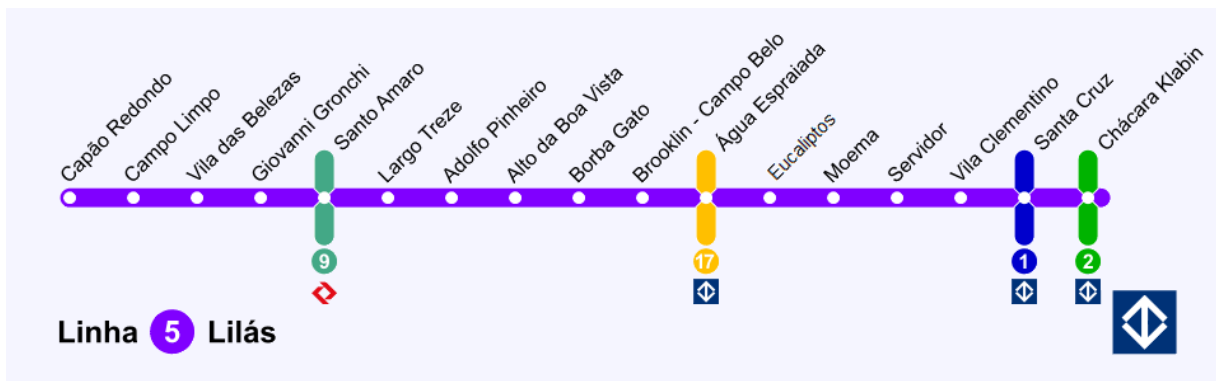 Capão Redondo
Campo Limpo
Vila das Belezas
Giovanni Gronchi
Santo Amaro
Largo Treze
Adolfo Pinheiro
Alto da Boa Vista
Borba Gato
Brooklin - Campo Belo
Água Espraiada
Eucaliptos
Moema
Servidor
Vila Clementino
Santa Cruz
Chácara Klabin
9
17
1
2
Linha 5 Lilás